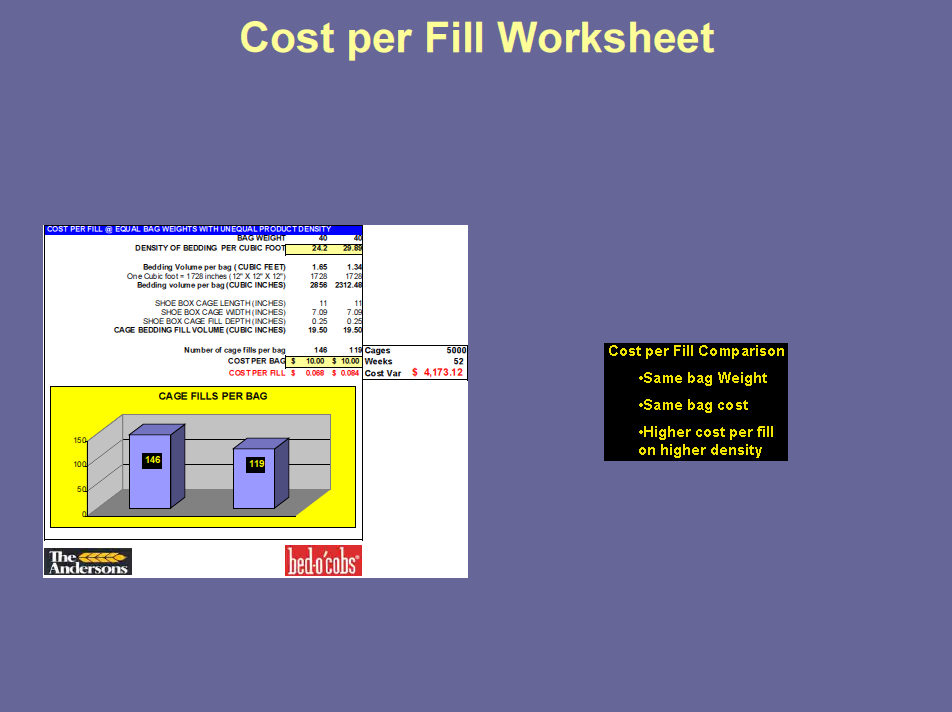 Cost per Fill Worksheet
COST PER FILL @ EQUAL BAG WEIGHTS WITH UNEQUAL PRODUCT DENSITY
BAG WEIGHT 40 40
DENSITY OF BEDDING PER CUBIC FOOT 24.2 29.89
Bedding Volume per bag (CUBIC FEET) 1.65 1.34
One Cubic foot = 1728 inches (12" X 12" X 12") 1728 1728
Bedding volume per bag (CUBIC INCHES) 2856 2312.48
SHOE BOX CAGE LENGTH (INCHES) 11 11
SHOE BOX CAGE WIDTH (INCHES) 7.09 7.09
SHOE BOX CAGE FILL DEPTH (INCHES) 0.25 0.25
CAGE BEDDING FILL VOLUME (CUBIC INCHES) 19.50 19.50
Number of cage fills per bag 146 119 Cages 5000
COST PER BAG $ 10.00 $ 10.00 Weeks 52
COST PER FILL $ 0.068 $ 0.084 Cost Var $ 4,173.12
CAGE FILLS PER BAG
150
100
50
0
146
119
The Andersons
bed-o'cobs®
Cost per Fill Comparison
•Same bag Weight
•Same bag cost
•Higher cost per fill
on higher density